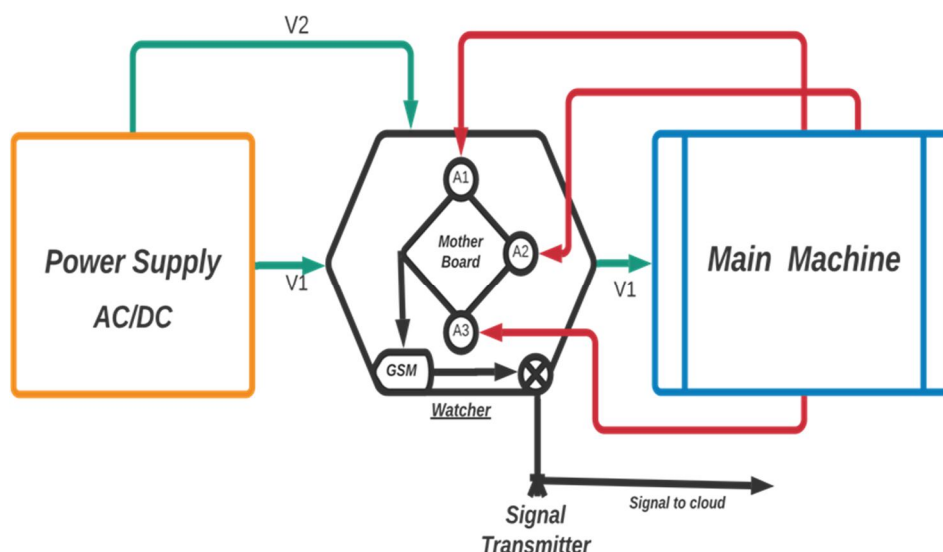 V2
Power Supply
AC/DC
V1
A1
Mother
Board
A2
A3
GSM
Watcher
V1
Main Machine
Signal to cloud
Signal
Transmitter